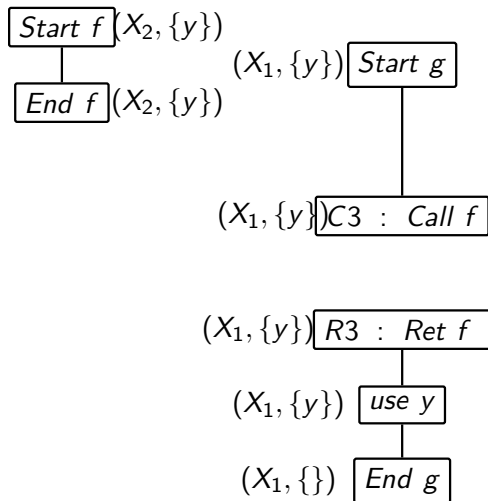 Start f (X₂, {y})
(X₁, {y}) Start g
End f (X₂, {y})
(X₁, {y}) C3 : Call f
(X₁, {y}) R3 : Ret f
(X₁, {y}) use y
(X₁, {}) End g